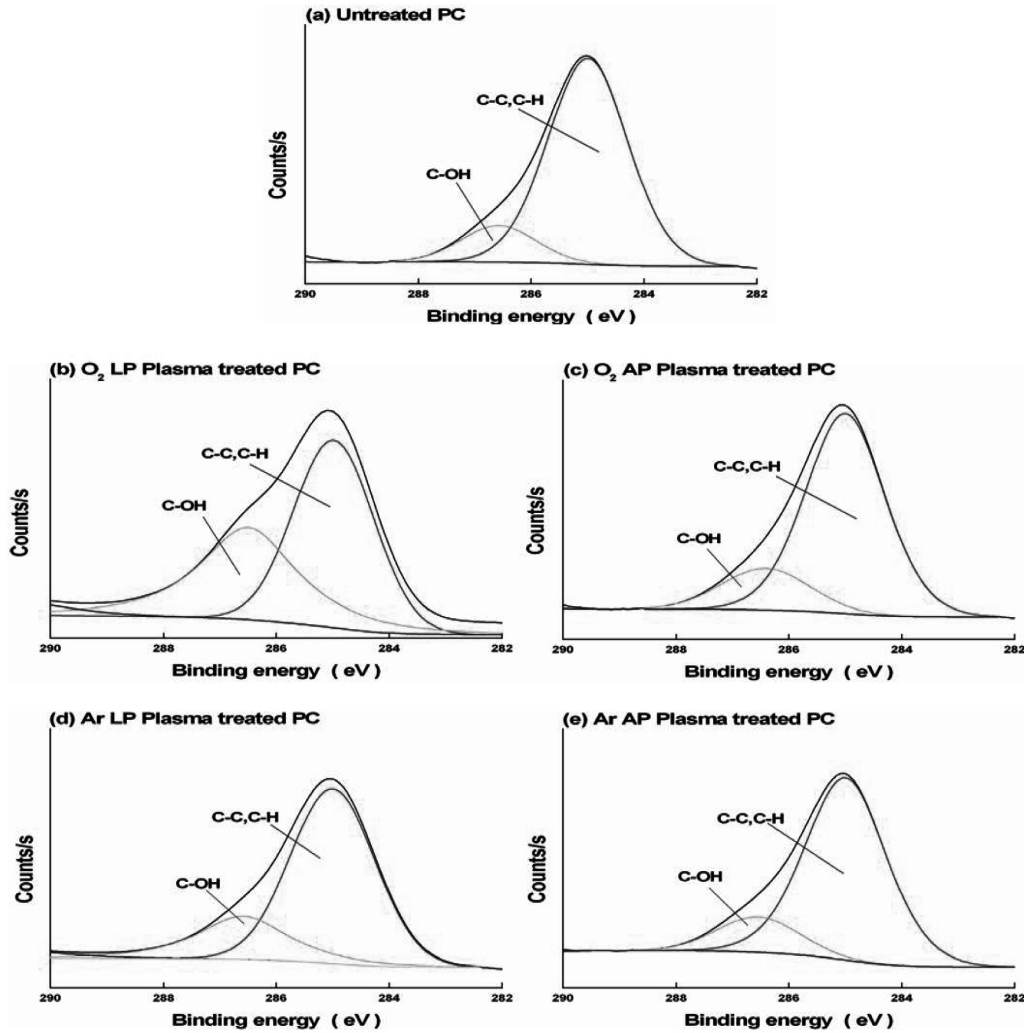 (a) Untreated PC
C-C,C-H
C-OH
Counts/s
290 288 286 284 282
Binding energy ( eV )
(b) O₂ LP Plasma treated PC
C-C,C-H
C-OH
Counts/s
290 288 286 284 282
Binding energy ( eV )
(c) O₂ AP Plasma treated PC
C-C,C-H
C-OH
Counts/s
290 288 286 284 282
Binding energy ( eV )
(d) Ar LP Plasma treated PC
C-C,C-H
C-OH
Counts/s
290 288 286 284 282
Binding energy ( eV )
(e) Ar AP Plasma treated PC
C-C,C-H
C-OH
Counts/s
290 288 286 284 282
Binding energy ( eV )